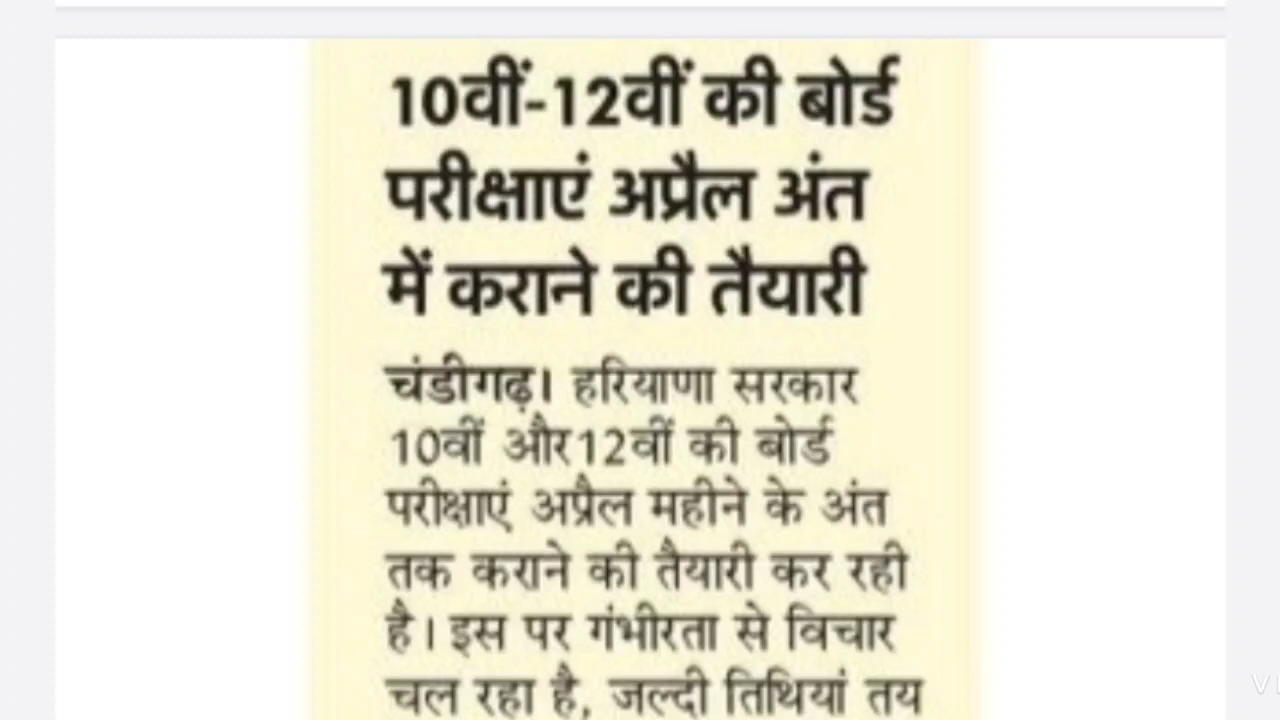 10वीं-12वीं की बोर्ड
परीक्षाएं अप्रैल अंत
में कराने की तैयारी
चंडीगढ़। हरियाणा सरकार
10वीं और12वीं की बोर्ड
परीक्षाएं अप्रैल महीने के अंत
तक कराने की तैयारी कर रही
है। इस पर गंभीरता से विचार
चल रहा है, जल्दी तिथियां तय